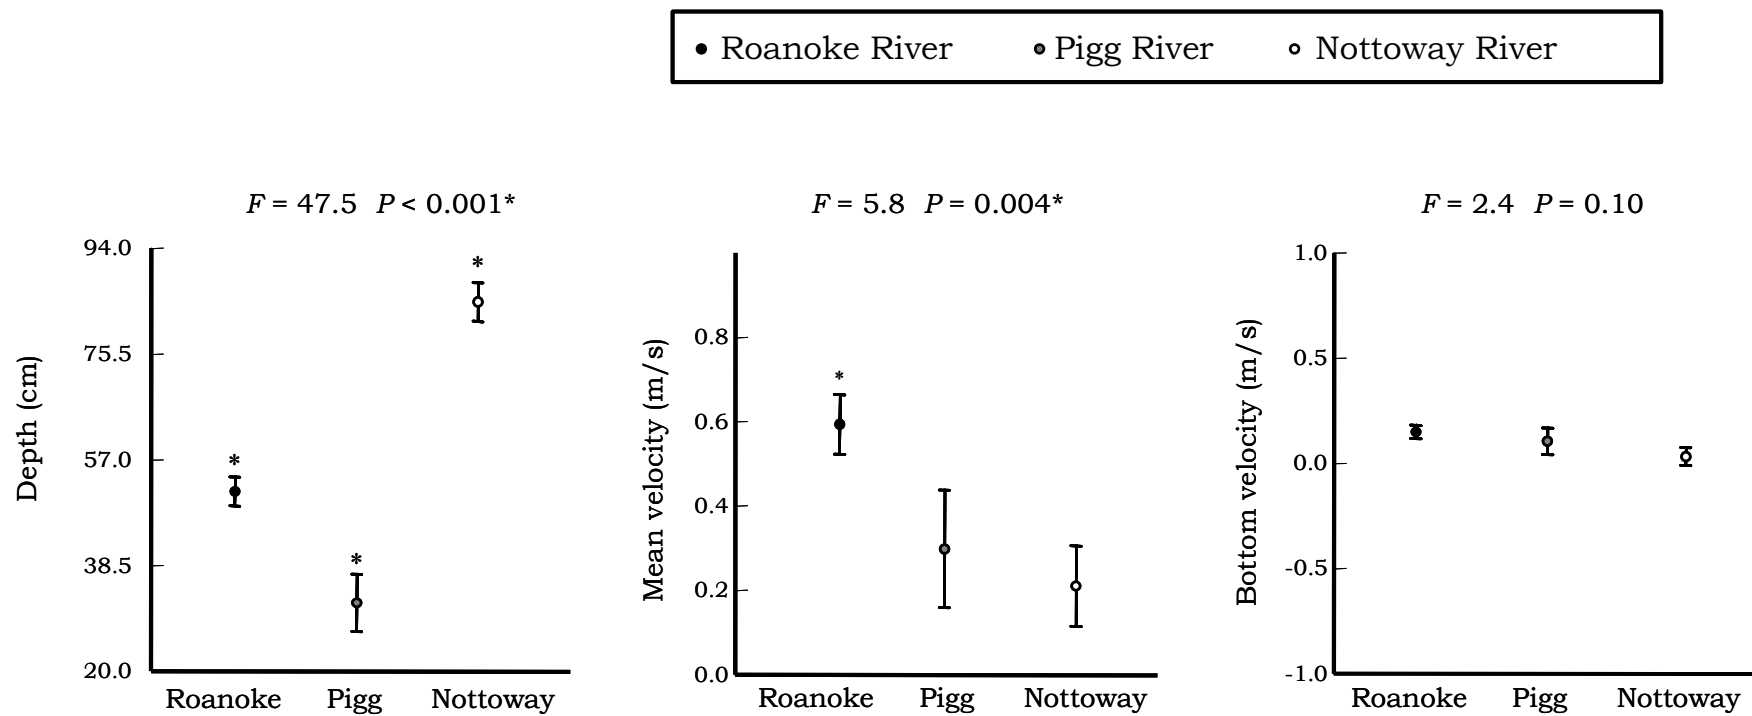 Roanoke River Pigg River Nottoway River
F = 47.5 P < 0.001*
94.0
75.5
57.0
38.5
20.0
Depth (cm)
*
*
*
Roanoke Pigg Nottoway
F = 5.8 P = 0.004*
0.8
0.6
0.4
0.2
0.0
Mean velocity (m/s)
*
Roanoke Pigg Nottoway
F = 2.4 P = 0.10
1.0
0.5
0.0
-0.5
-1.0
Bottom velocity (m/s)
Roanoke Pigg Nottoway